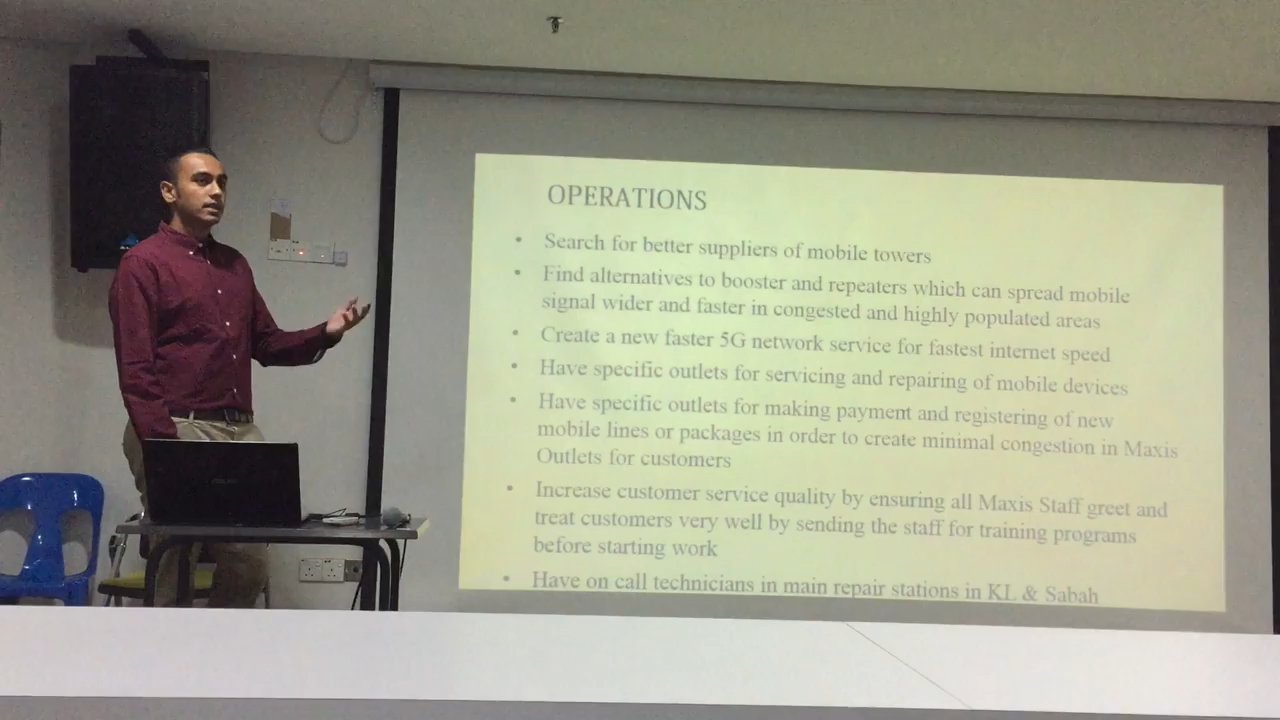 OPERATIONS
• Search for better suppliers of mobile towers
• Find alternatives to booster and repeaters which can spread mobile
signal wider and faster in congested and highly populated areas
• Create a new faster 5G network service for fastest internet speed
• Have specific outlets for servicing and repairing of mobile devices
• Have specific outlets for making payment and registering of new
mobile lines or packages in order to create minimal congestion in Maxis
Outlets for customers
• Increase customer service quality by ensuring all Maxis Staff greet and
treat customers very well by sending the staff for training programs
before starting work
• Have on call technicians in main repair stations in KL & Sabah